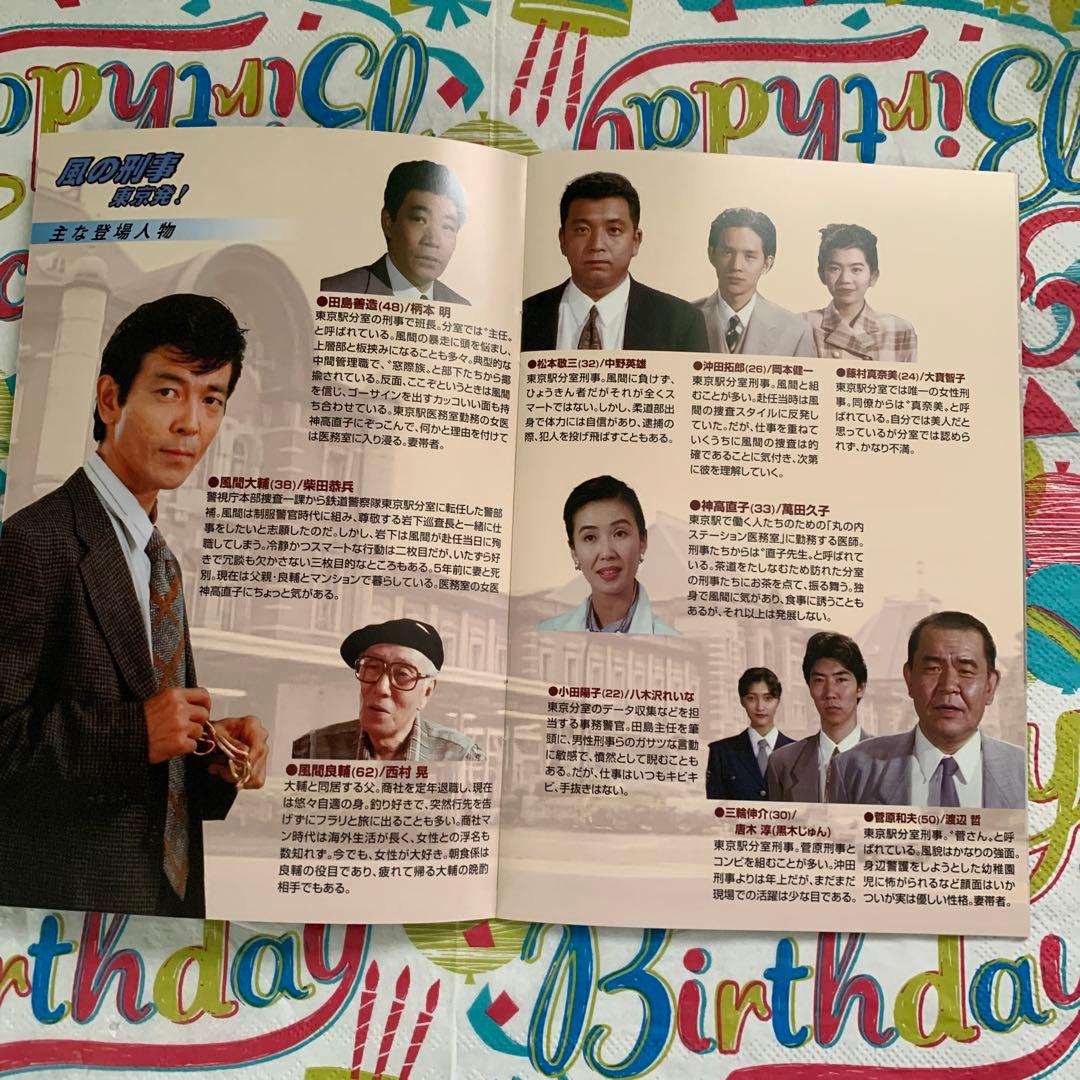 Birthday
Birthday
風の刑事
東京発!
主な登場人物
●田島善造(48)/柄本 明
東京駅分室の刑事で班長。分室では〝主任〟
と呼ばれている。風間の暴走に頭を悩まし、
上層部と板挟みになることも多々。典型的な
中間管理職で、〝窓際族〟と部下たちから揶
揄されている。反面、ここぞというときは風間
を信じ、ゴーサインを出すカッコいい面も持
ち合わせている。東京駅医務室勤務の女医
神高直子にぞっこんで、何かと理由を付けて
は医務室に入り浸る。妻帯者。
●風間大輔(38)/柴田恭兵
警視庁本部捜査一課から鉄道警察隊東京駅分室に転任した警部
補。風間は制服警官時代に組み、尊敬する岩下巡査長と一緒に仕
事をしたいと志願したのだ。しかし、岩下は風間が赴任当日に殉
職してしまう。冷静かつスマートな行動は二枚目だが、いたずら好
きで冗談も欠かさない三枚目的なところもある。5年前に妻と死
別。現在は父親・良輔とマンションで暮らしている。医務室の女医
神高直子にちょっと気がある。
●風間良輔(62)/西村 晃
大輔と同居する父。商社を定年退職し、現在
は悠々自適の身。釣り好きで、突然行先を告
げずにフラリと旅に出ることも多い。商社マ
ン時代は海外生活が長く、女性との浮名も
数知れず。今でも、女性が大好き。朝食係は
良輔の役目であり、疲れて帰る大輔の晩酌
相手でもある。
●松本敬三(32)/中野英雄
東京駅分室刑事。風間に負けず、
ひょうきん者だがそれが全くス
マートではない。しかし、柔道部出
身で体力には自信があり、逮捕の
際、犯人を投げ飛ばすこともある。
●沖田拓郎(26)/岡本健一
東京駅分室刑事。風間と組
むことが多い。赴任当時は風
間の捜査スタイルに反発し
ていた。だが、仕事を重ねて
いくうちに風間の捜査は的
確であることに気付き、次第
に彼を理解していく。
●藤村真奈美(24)/大寶智子
東京駅分室では唯一の女性刑
事。同僚からは〝真奈美〟と呼
ばれている。自分では美人だと
思っているが分室では認めら
れず、かなり不満。
●神高直子(33)/萬田久子
東京駅で働く人たちのための「丸の内
ステーション医務室」に勤務する医師。
刑事たちからは〝直子先生〟と呼ばれて
いる。茶道をたしなむため訪れた分室
の刑事たちにお茶を点て、振る舞う。独
身で風間に気があり、食事に誘うことも
あるが、それ以上は発展しない。
●小田陽子(22)/八木沢れいな
東京分室のデータ収集などを担
当する事務警官。田島主任を筆
頭に、男性刑事らのガサツな言動
に敏感で、憤然として睨むことも
ある。だが、仕事はいつもキビキ
ビ、手抜きはない。
●三輪伸介(30)/
唐木 淳(黒木じゅん)
東京駅分室刑事。菅原刑事と
コンビを組むことが多い。沖田
刑事よりは年上だが、まだまだ
現場での活躍は少な目である。
●菅原和夫(50)/渡辺 哲
東京駅分室刑事。〝菅さん〟と呼
ばれている。風貌はかなりの強面。
身辺警護をしようとした幼稚園
児に怖がられるなど顔面はいか
ついが実は優しい性格。妻帯者。
Birthday
Birthday